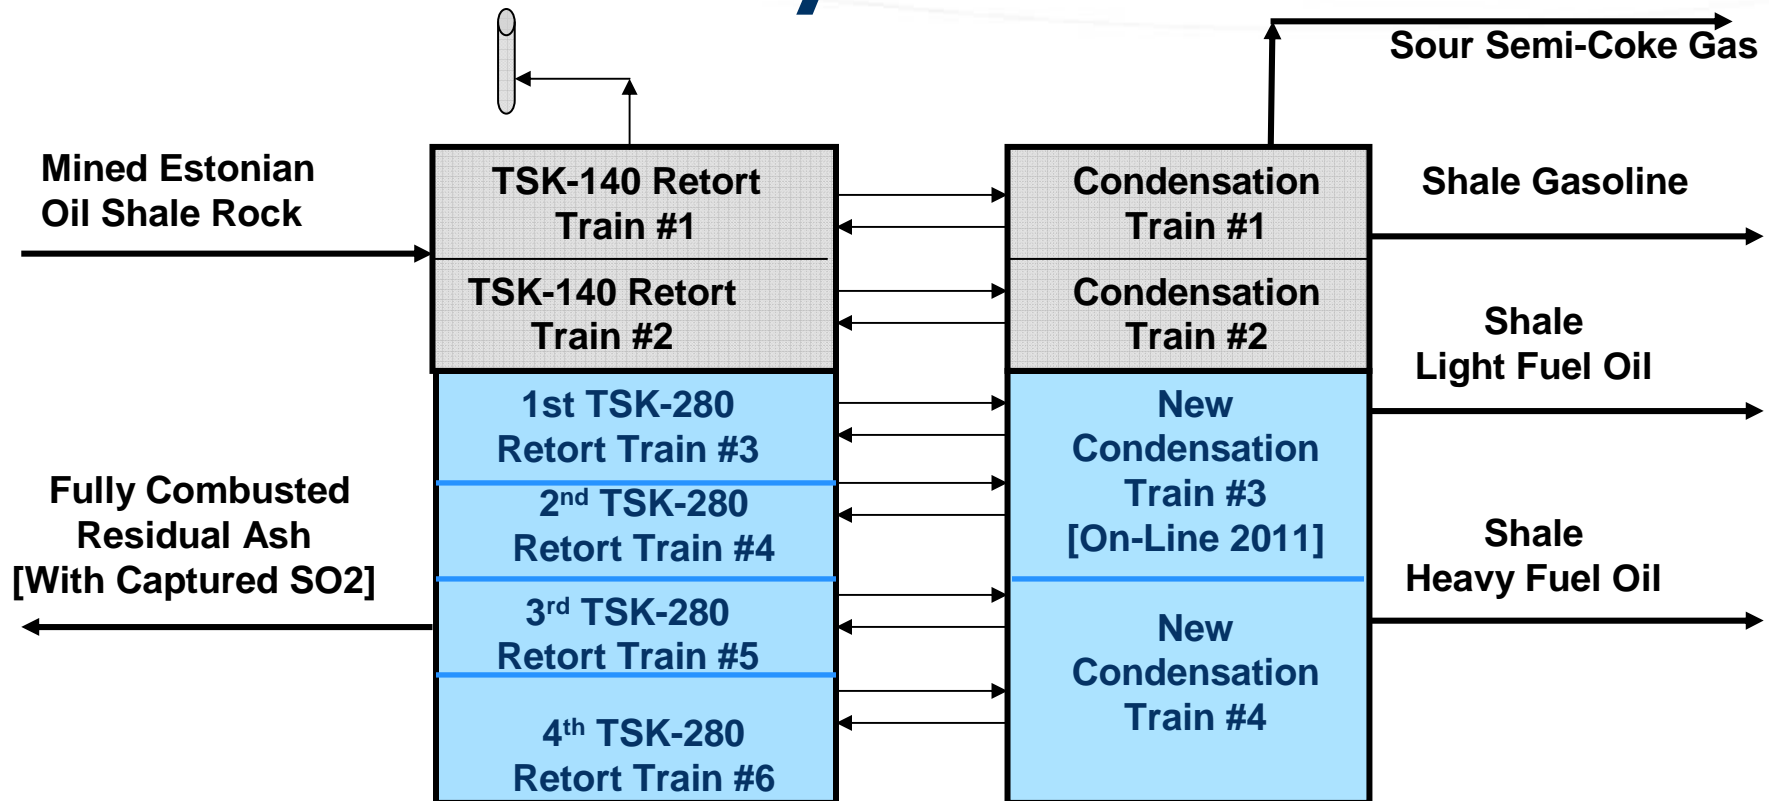 Sour Semi-Coke Gas
Mined Estonian
Oil Shale Rock
TSK-140 Retort
Train #1
TSK-140 Retort
Train #2
1st TSK-280
Retort Train #3
2nd TSK-280
Retort Train #4
3rd TSK-280
Retort Train #5
4th TSK-280
Retort Train #6
Fully Combusted
Residual Ash
[With Captured SO2]
Condensation
Train #1
Condensation
Train #2
New
Condensation
Train #3
[On-Line 2011]
New
Condensation
Train #4
Shale Gasoline
Shale
Light Fuel Oil
Shale
Heavy Fuel Oil